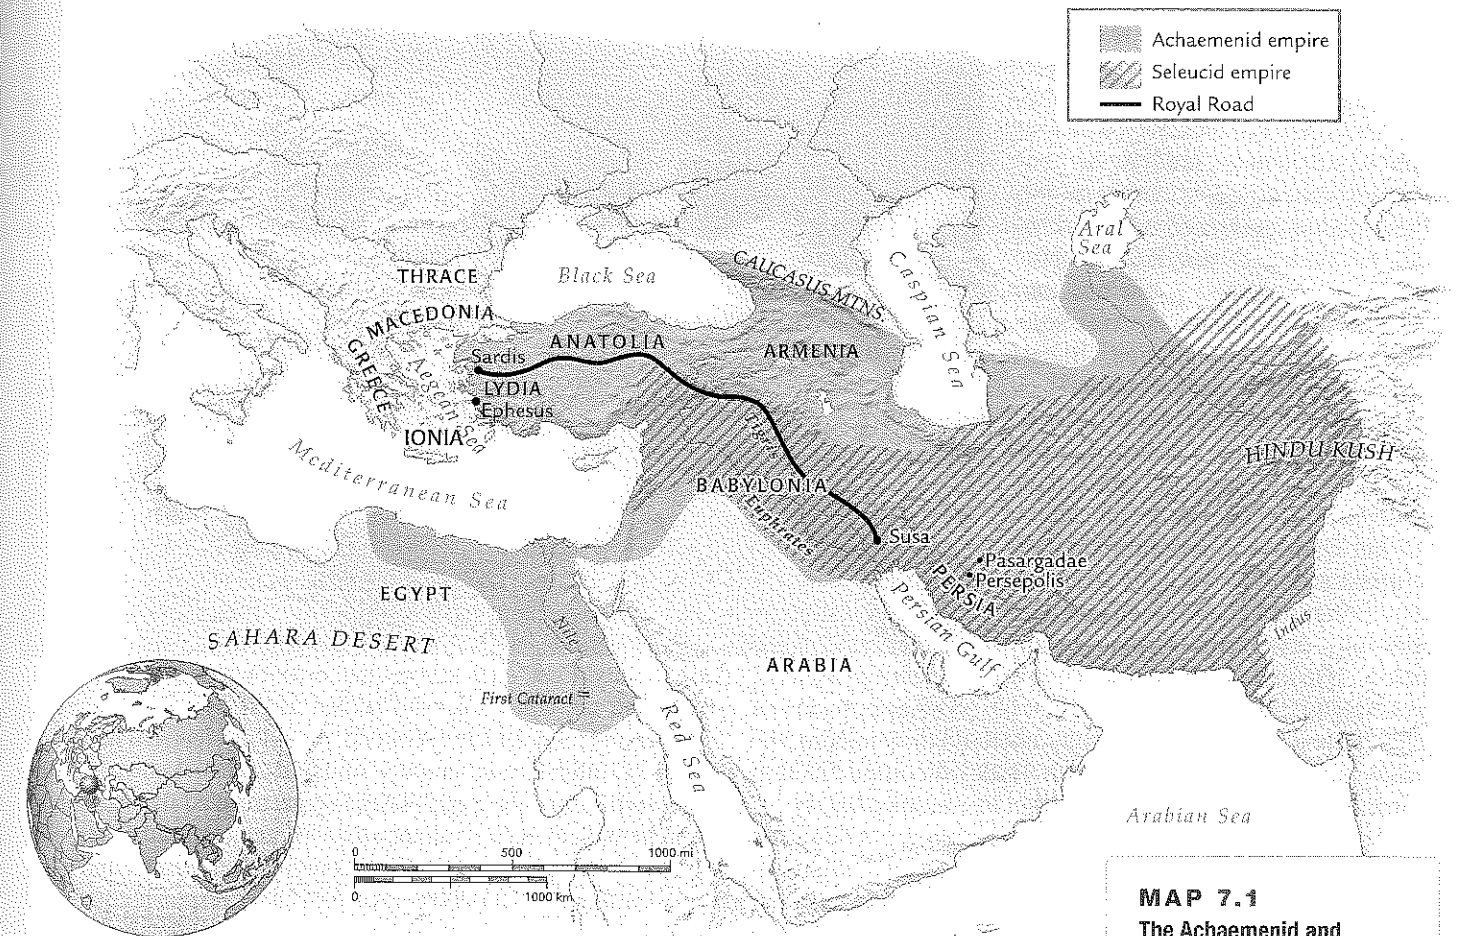 Achaemenid empire
Seleucid empire
Royal Road
Aral
Sea
THRACE
Black Sea
CAUCASUS MTNS
Caspian Sea
MACEDONIA
GREECE
Aegean Sea
Sardis
ANATOLIA
ARMENIA
LYDIA
Ephesus
IONIA
Tigris
HINDU KUSH
Mediterranean Sea
BABYLONIA
Euphrates
Susa
Pasargadae
Persepolis
PERSIA
EGYPT
Persian Gulf
Nile
Indus
SAHARA DESERT
ARABIA
First Cataract
Red Sea
Arabian Sea
0 500 1000 mi
0 1000 km
MAP 7.1
The Achaemenid and